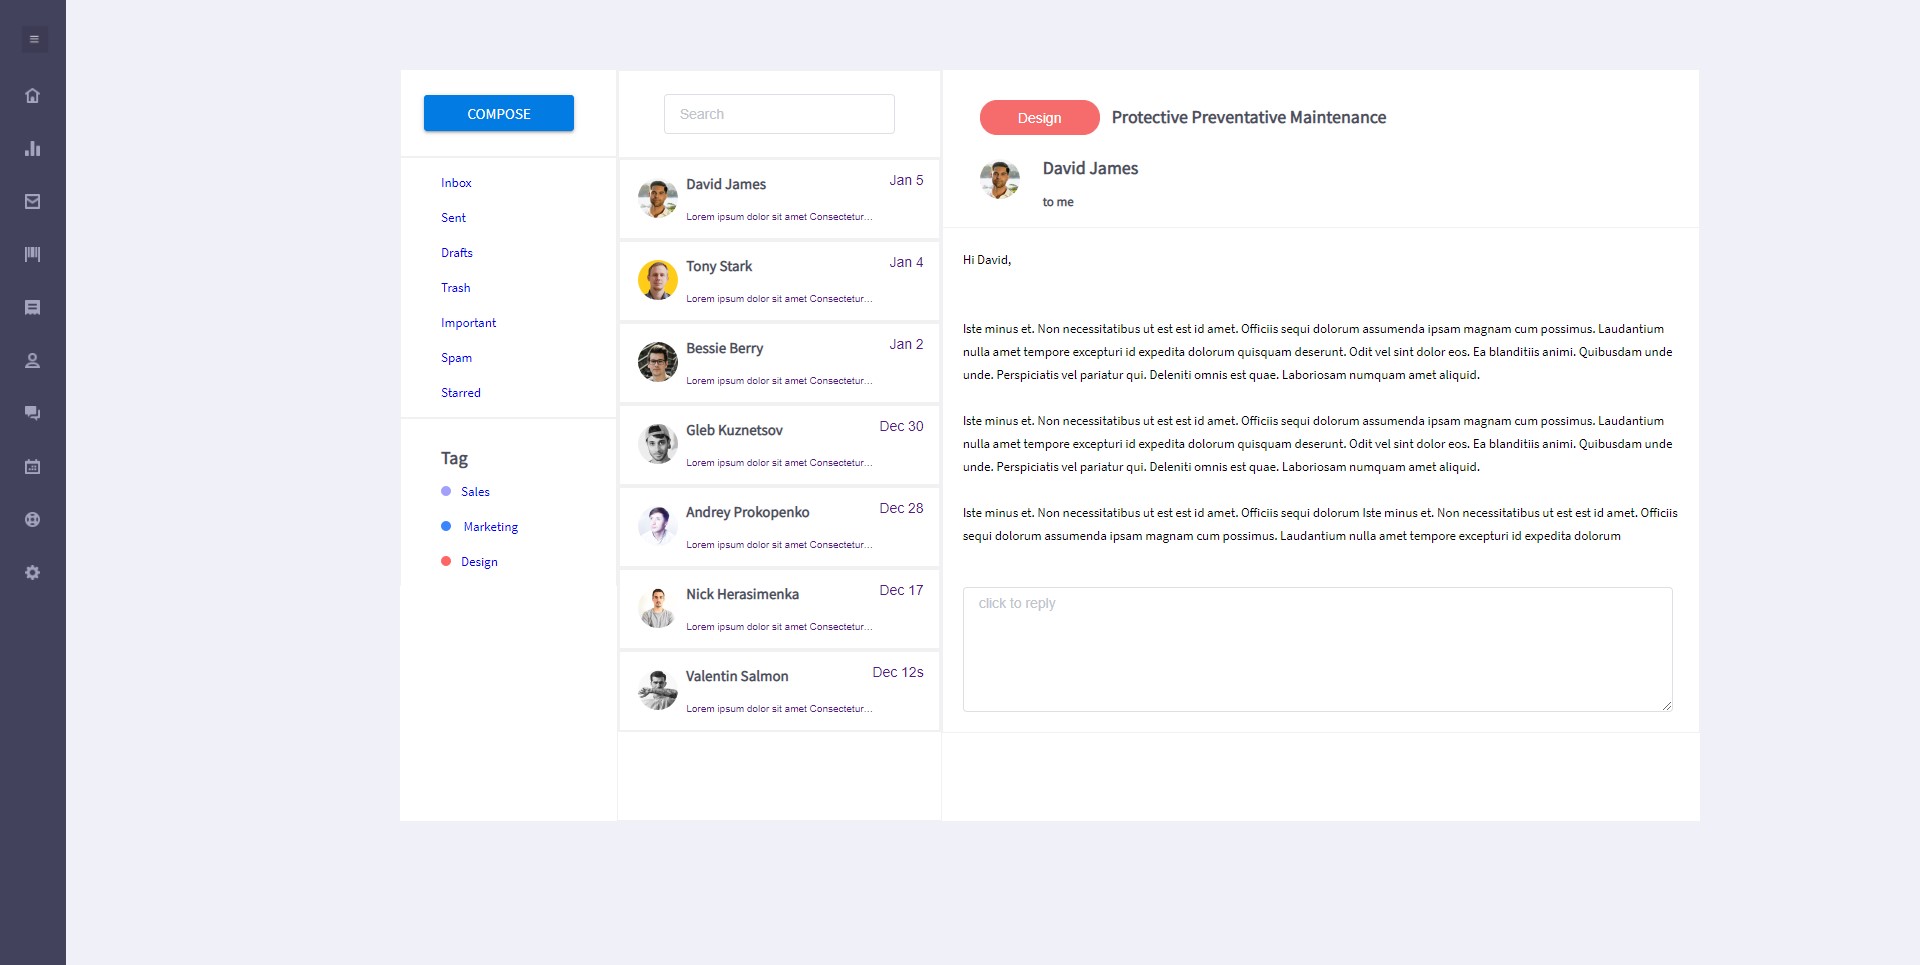 COMPOSE
Inbox
Sent
Drafts
Trash
Important
Spam
Starred
Tag
Sales
Marketing
Design
Search
David James
Jan 5
Lorem ipsum dolor sit amet Consectetur...
Tony Stark
Jan 4
Lorem ipsum dolor sit amet Consectetur...
Bessie Berry
Jan 2
Lorem ipsum dolor sit amet Consectetur...
Gleb Kuznetsov
Dec 30
Lorem ipsum dolor sit amet Consectetur...
Andrey Prokopenko
Dec 28
Lorem ipsum dolor sit amet Consectetur...
Nick Herasimenka
Dec 17
Lorem ipsum dolor sit amet Consectetur...
Valentin Salmon
Dec 12s
Lorem ipsum dolor sit amet Consectetur...
Design
Protective Preventative Maintenance
David James
to me
Hi David,
Iste minus et. Non necessitatibus ut est est id amet. Officiis sequi dolorum assumenda ipsam magnam cum possimus. Laudantium
nulla amet tempore excepturi id expedita dolorum quisquam deserunt. Odit vel sint dolor eos. Ea blanditiis animi. Quibusdam unde
unde. Perspiciatis vel pariatur qui. Deleniti omnis est quae. Laboriosam numquam amet aliquid.
Iste minus et. Non necessitatibus ut est est id amet. Officiis sequi dolorum assumenda ipsam magnam cum possimus. Laudantium
nulla amet tempore excepturi id expedita dolorum quisquam deserunt. Odit vel sint dolor eos. Ea blanditiis animi. Quibusdam unde
unde. Perspiciatis vel pariatur qui. Deleniti omnis est quae. Laboriosam numquam amet aliquid.
Iste minus et. Non necessitatibus ut est est id amet. Officiis sequi dolorum Iste minus et. Non necessitatibus ut est est id amet. Officiis
sequi dolorum assumenda ipsam magnam cum possimus. Laudantium nulla amet tempore excepturi id expedita dolorum
click to reply